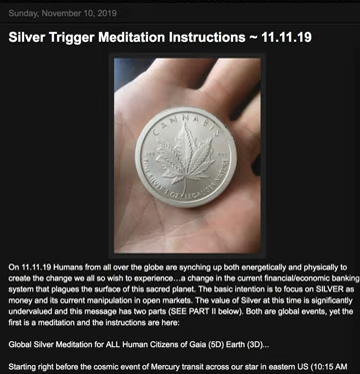 Sunday, November 10, 2019
Silver Trigger Meditation Instructions ~ 11.11.19
CANNABIS
On 11.11.19 Humans from all over the globe are synching up both energetically and physically to
create the change we all so wish to experience...a change in the current financial/economic banking
system that plagues the surface of this sacred planet. The basic intention is to focus on SILVER as
money and its current manipulation in open markets. The value of Silver at this time is significantly
undervalued and this message has two parts (SEE PART II below). Both are global events, yet the
first is a meditation and the instructions are here:
Global Silver Meditation for ALL Human Citizens of Gaia (5D) Earth (3D)...
Starting right before the cosmic event of Mercury transit across our star in eastern US (10:15 AM